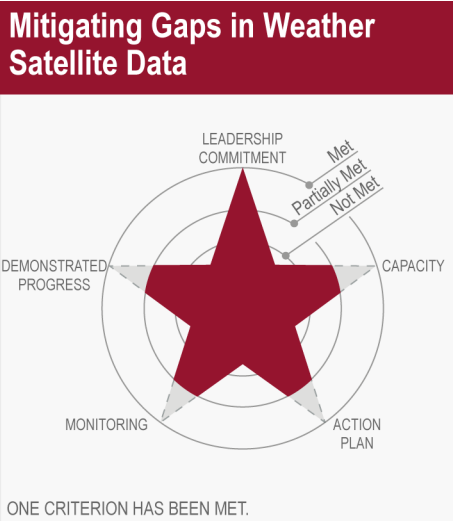 Mitigating Gaps in Weather
Satellite Data
LEADERSHIP
COMMITMENT
Met
Partially Met
Not Met
DEMONSTRATED
PROGRESS
CAPACITY
MONITORING
ACTION
PLAN
ONE CRITERION HAS BEEN MET.